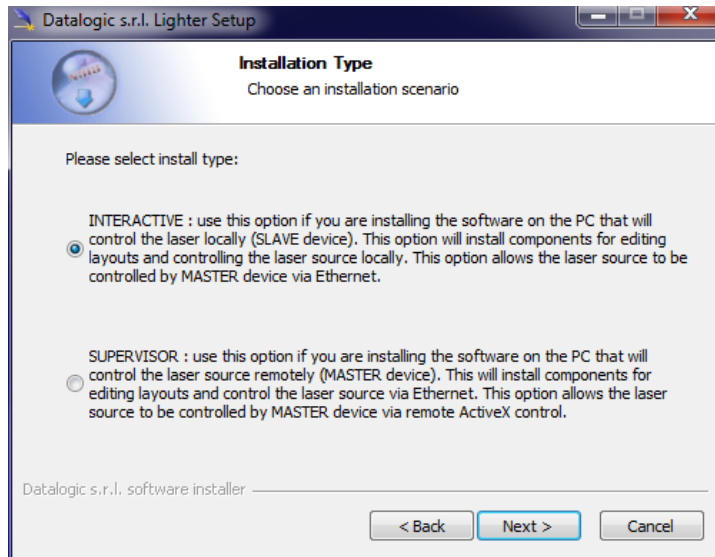 Datalogic s.r.l. Lighter Setup
Installation Type
Choose an installation scenario
Please select install type:
INTERACTIVE : use this option if you are installing the software on the PC that will
control the laser locally (SLAVE device). This option will install components for editing
layouts and controlling the laser source locally. This option allows the laser source to be
controlled by MASTER device via Ethernet.
SUPERVISOR : use this option if you are installing the software on the PC that will
control the laser source remotely (MASTER device). This will install components for
editing layouts and control the laser source via Ethernet. This option allows the laser
source to be controlled by MASTER device via remote ActiveX control.
Datalogic s.r.l. software installer
< Back Next > Cancel